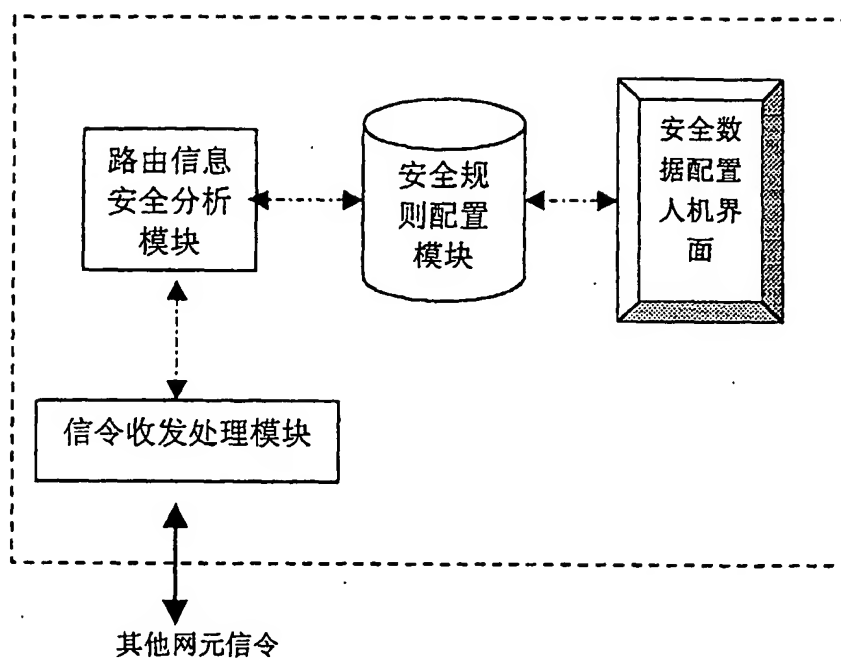 路由信息
安全分析
模块
安全规
则配置
模块
安全数
据配置
人机界
面
信令收发处理模块
其他网元信令